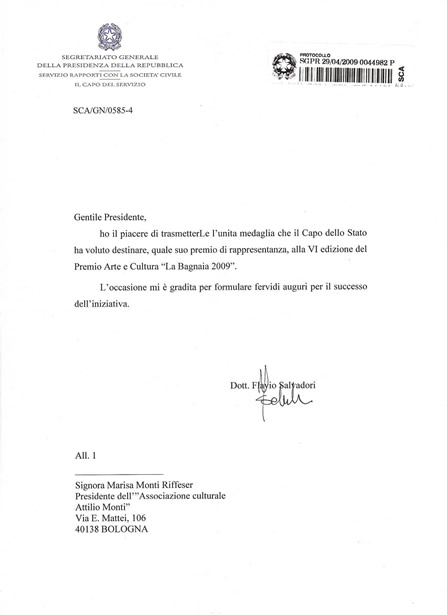 SEGRETARIATO GENERALE
DELLA PRESIDENZA DELLA REPUBBLICA
SERVIZIO RAPPORTI CON LA SOCIETA' CIVILE
IL CAPO DEL SERVIZIO
PROTOCOLLO
SGPR 29/04/2009 0044982 P
SCA
SCA/GN/0585-4
Gentile Presidente,
ho il piacere di trasmetterLe l'unita medaglia che il Capo dello Stato
ha voluto destinare, quale suo premio di rappresentanza, alla VI edizione del
Premio Arte e Cultura “La Bagnaia 2009”.
L'occasione mi è gradita per formulare fervidi auguri per il successo
dell'iniziativa.
Dott. Flavio Salvadori
All. 1
Signora Marisa Monti Riffeser
Presidente dell'”Associazione culturale
Attilio Monti”
Via E. Mattei, 106
40138 BOLOGNA